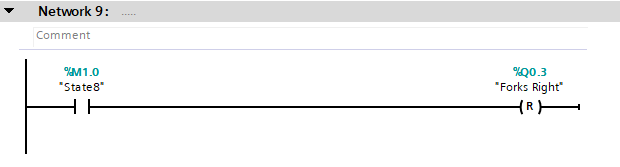 Network 9: .....
Comment
%M1.0
"State8"
%Q0.3
"Forks Right"
R